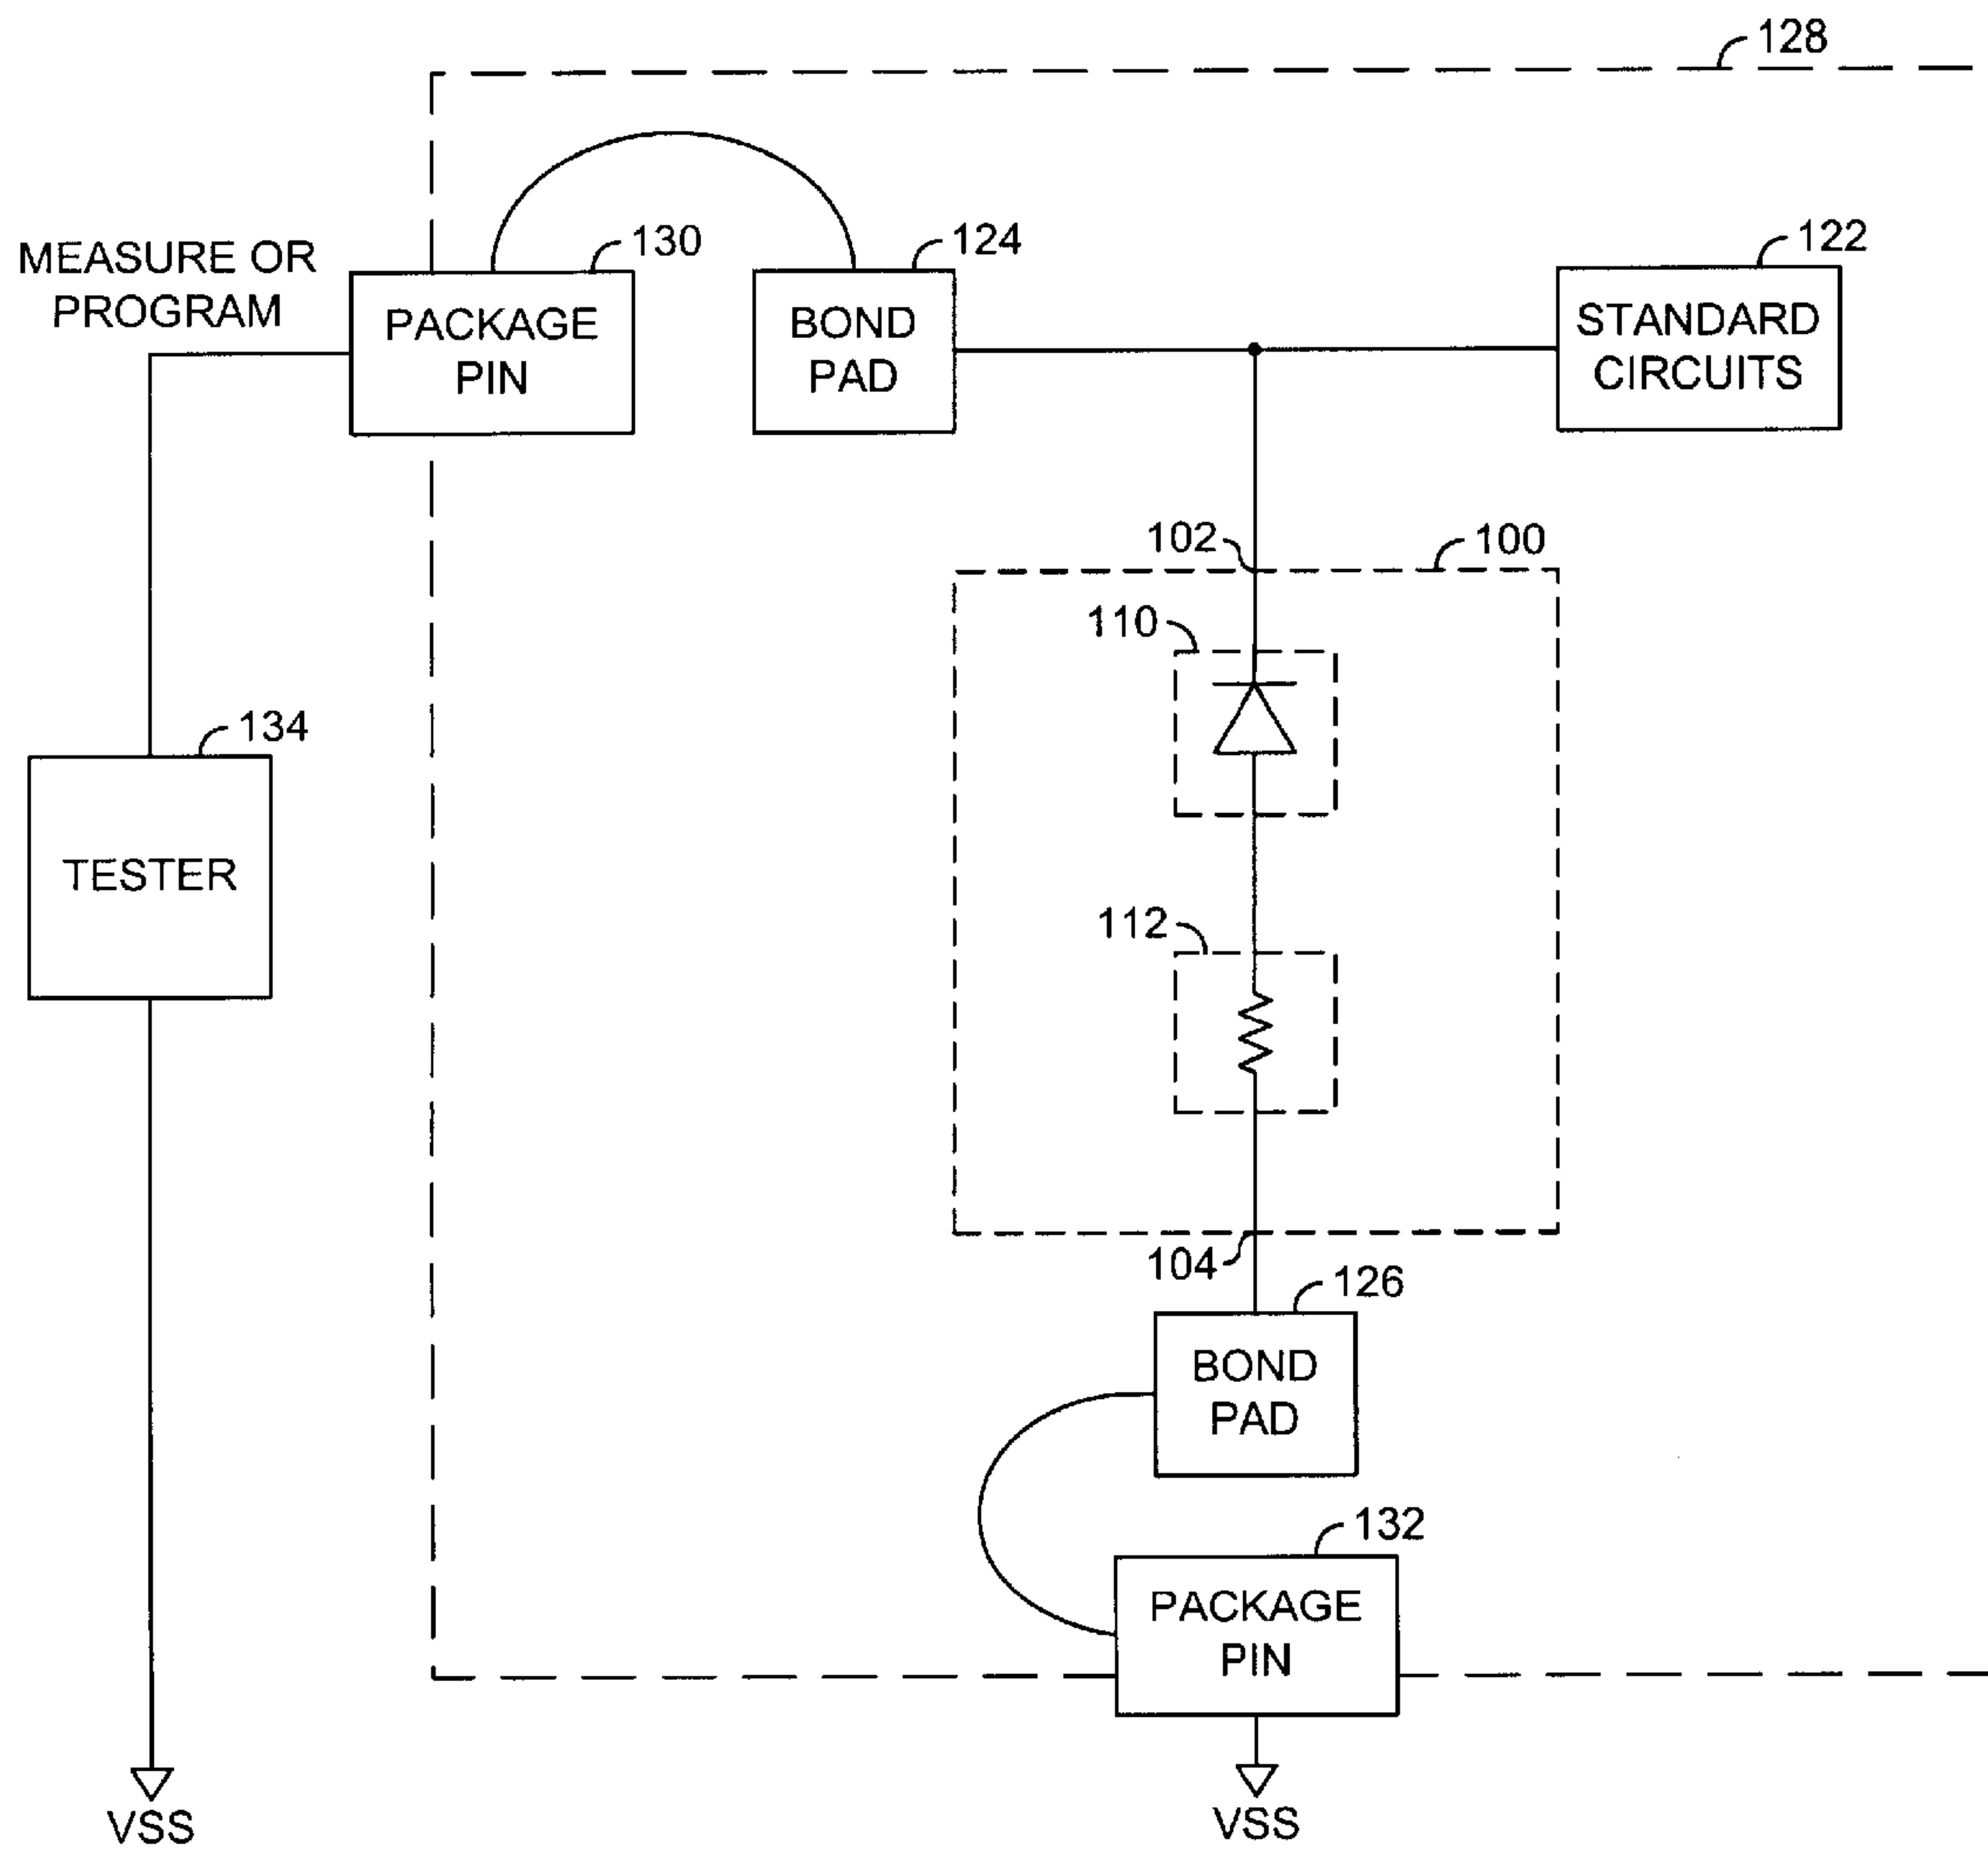 128
130
124
122
MEASURE OR
PROGRAM
PACKAGE
PIN
BOND
PAD
STANDARD
CIRCUITS
102
100
110
134
TESTER
112
104
126
BOND
PAD
132
PACKAGE
PIN
VSS
VSS